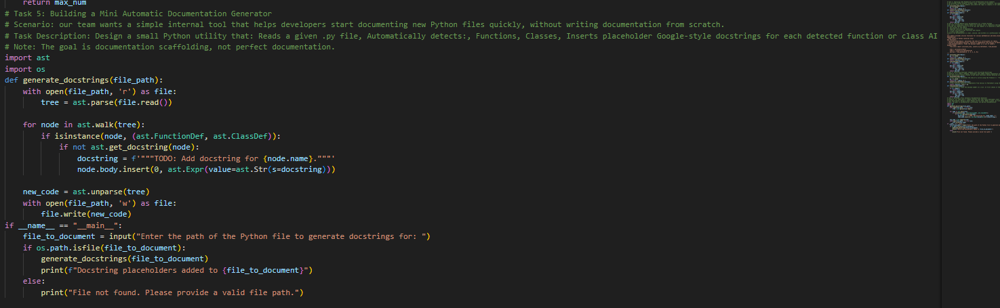 return max_num
# Task 5: Building a Mini Automatic Documentation Generator
# Scenario: our team wants a simple internal tool that helps developers start documenting new Python files quickly, without writing documentation from scratch.
# Task Description: Design a small Python utility that: Reads a given .py file, Automatically detects:, Functions, Classes, Inserts placeholder Google-style docstrings for each detected function or class AI
# Note: The goal is documentation scaffolding, not perfect documentation.
import ast
import os
def generate_docstrings(file_path):
    with open(file_path, 'r') as file:
        tree = ast.parse(file.read())

    for node in ast.walk(tree):
        if isinstance(node, (ast.FunctionDef, ast.ClassDef)):
            if not ast.get_docstring(node):
                docstring = f'"""TODO: Add docstring for {node.name}."""'
                node.body.insert(0, ast.Expr(value=ast.Str(s=docstring)))

    new_code = ast.unparse(tree)
    with open(file_path, 'w') as file:
        file.write(new_code)
if __name__ == "__main__":
    file_to_document = input("Enter the path of the Python file to generate docstrings for: ")
    if os.path.isfile(file_to_document):
        generate_docstrings(file_to_document)
        print(f"Docstring placeholders added to {file_to_document}")
    else:
        print("File not found. Please provide a valid file path.")